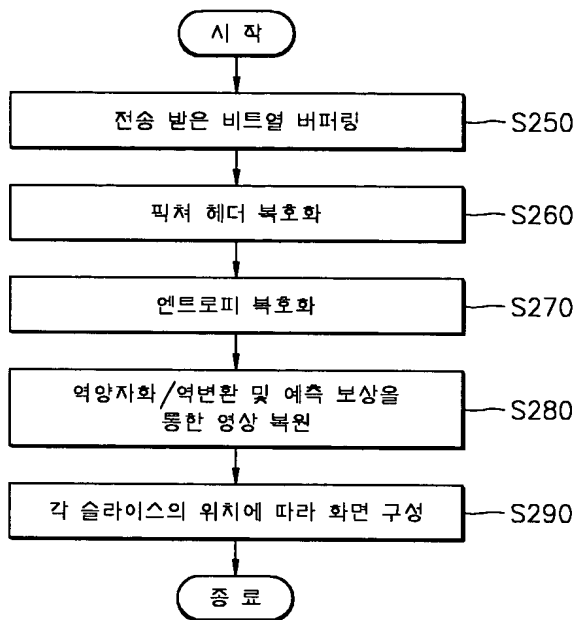 시 작
전송 받은 비트열 버퍼링
S250
픽쳐 헤더 복호화
S260
엔트로피 복호화
S270
역양자화/역변환 및 예측 보상을
통한 영상 복원
S280
각 슬라이스의 위치에 따라 화면 구성
S290
종 료